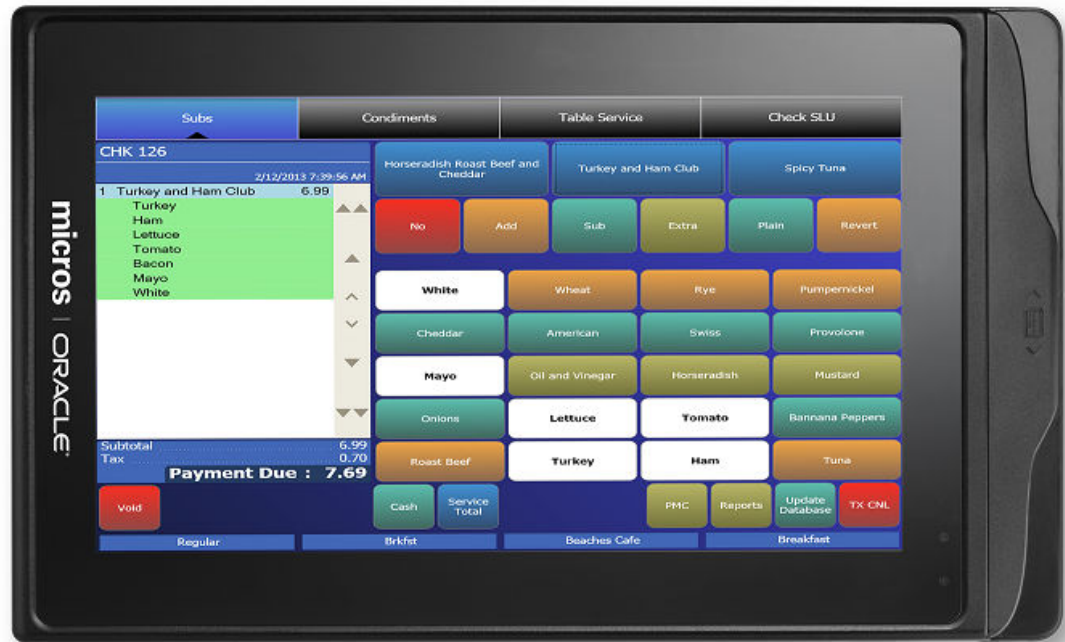 micros | ORACLE
Subs
Condiments
Table Service
Check SLU
CHK 126
2/12/2013 7:39:56 AM
1 Turkey and Ham Club 6.99
Turkey
Ham
Lettuce
Tomato
Bacon
Mayo
White
Subtotal 6.99
Tax 0.70
Payment Due : 7.69
Horseradish Roast Beef and
Cheddar
Turkey and Ham Club
Spicy Tuna
No
Add
Sub
Extra
Plain
Revert
White
Wheat
Rye
Pumpernickel
Cheddar
American
Swiss
Provolone
Mayo
Oil and Vinegar
Horseradish
Mustard
Onions
Lettuce
Tomato
Bannana Peppers
Roast Beef
Turkey
Ham
Tuna
Void
Cash
Service
Total
PMC
Reports
Update
Database
TX CNL
Regular
Brkfst
Beaches Cafe
Breakfast